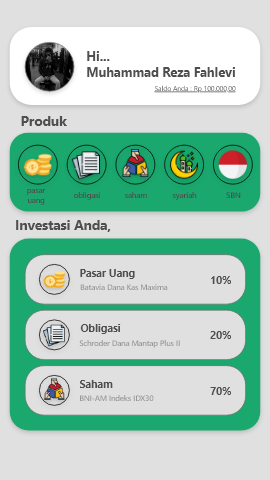 Hi...
Muhammad Reza Fahlevi
Saldo Anda : Rp 100.000,00
Produk
pasar uang
obligasi
saham
syariah
SBN
Investasi Anda,
Pasar Uang
Batavia Dana Kas Maxima
10%
Obligasi
Schroder Dana Mantap Plus II
20%
Saham
BNI-AM Indeks IDX30
70%